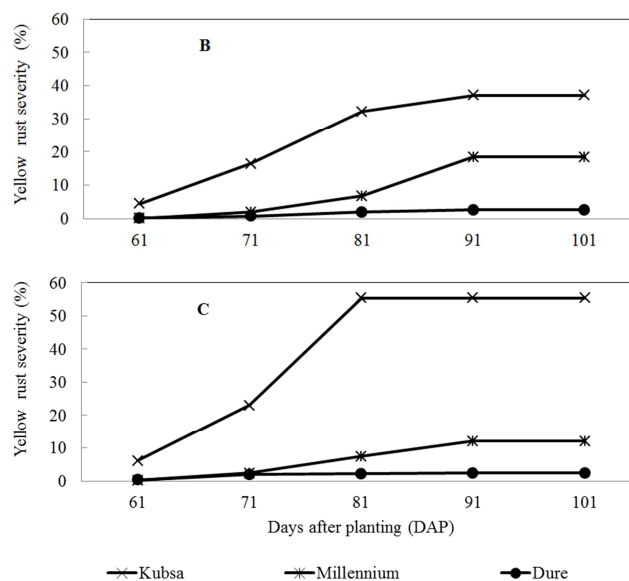 Yellow rust severity (%)
60
50
40
30
20
10
0
B
61 71 81 91 101
Yellow rust severity (%)
60
50
40
30
20
10
0
C
61 71 81 91 101
Days after planting (DAP)
Kubsa Millennium Dure